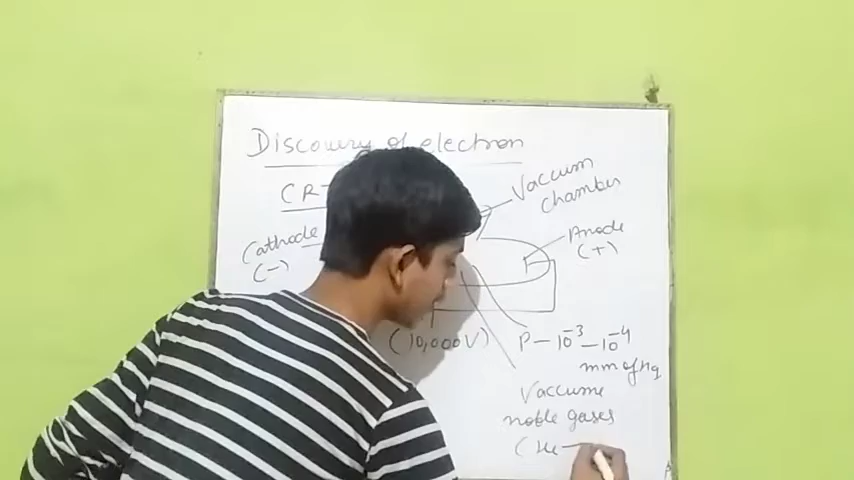 Discovery of electron
CR-
Vaccum
Chamber
Cathode
(-)
Anode
(+)
(10,000V)
P-10⁻³-10⁻⁴
mm of Hg
Vaccume
noble gases
(He-